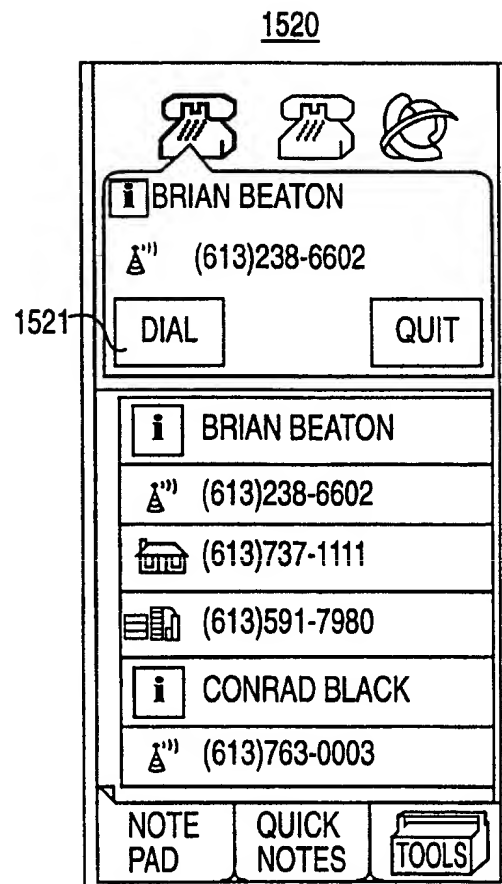 1520
i BRIAN BEATON
(613)238-6602
1521
DIAL QUIT
i BRIAN BEATON
(613)238-6602
(613)737-1111
(613)591-7980
i CONRAD BLACK
(613)763-0003
NOTE PAD
QUICK NOTES
TOOLS